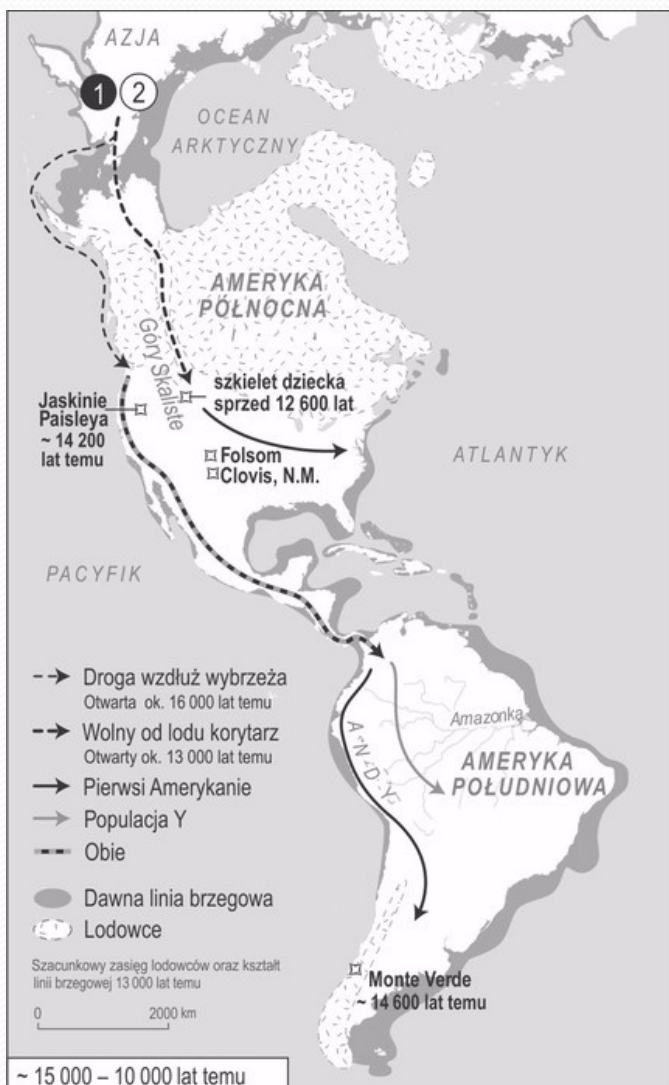 AZJA
1 2
OCEAN
ARKTYCZNY
AMERYKA
PÓŁNOCNA
Góry Skaliste
szkielet dziecka
sprzed 12 600 lat
Jaskinie
Paisleya
~ 14 200
lat temu
Folsom
Clovis, N.M.
ATLANTYK
PACYFIK
Droga wzdłuż wybrzeża
Otwarta ok. 16 000 lat temu
Wolny od lodu korytarz
Otwarty ok. 13 000 lat temu
Pierwsi Amerykanie
Populacja Y
Obie
Dawna linia brzegowa
Lodowce
Szacunkowy zasięg lodowców oraz kształt
linii brzegowej 13 000 lat temu
0 2000 km
Amazonka
ANDY
AMERYKA
POŁUDNIOWA
Monte Verde
~ 14 600 lat temu
~ 15 000 – 10 000 lat temu